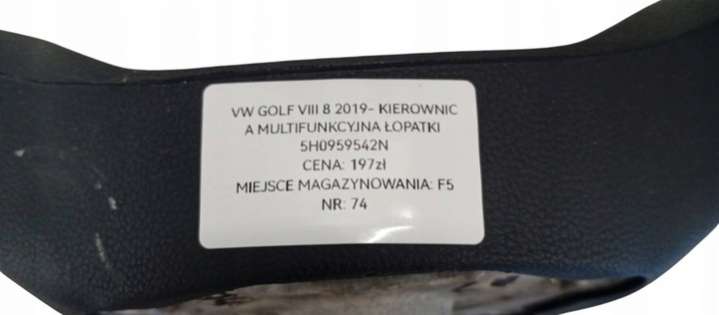 VW GOLF VIII 8 2019- KIEROWNIC
A MULTIFUNKCYJNA ŁOPATKI
5H0959542N
CENA: 197zł
MIEJSCE MAGAZYNOWANIA: F5
NR: 74